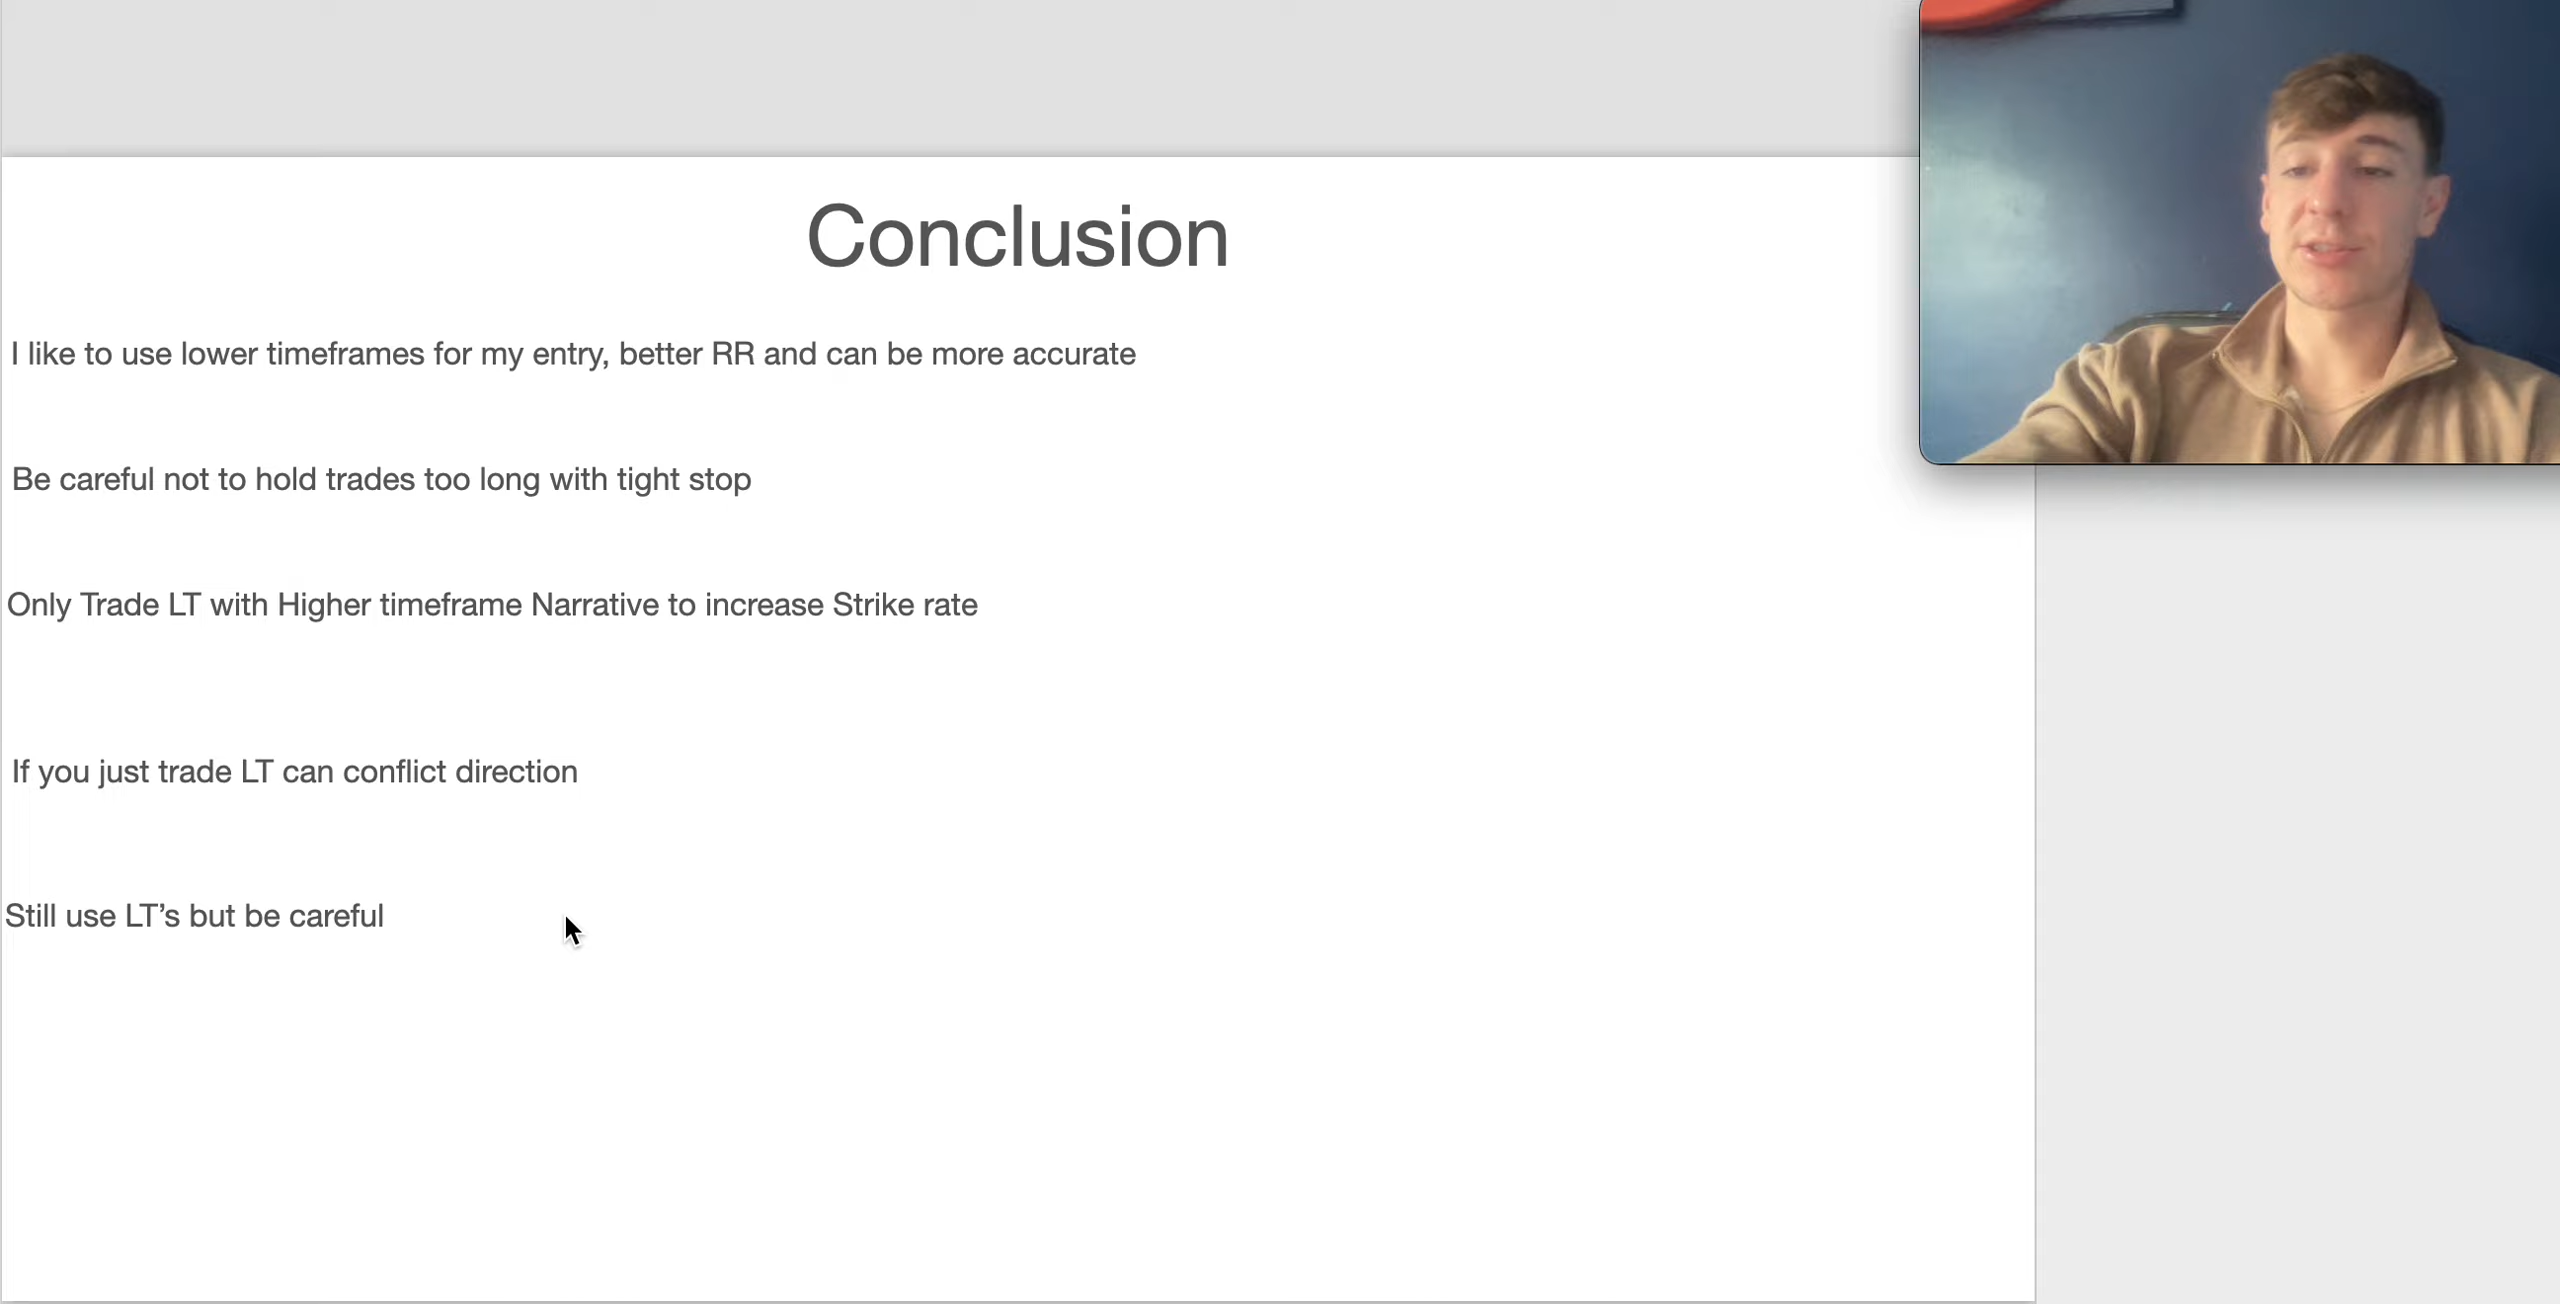 Conclusion
I like to use lower timeframes for my entry, better RR and can be more accurate
Be careful not to hold trades too long with tight stop
Only Trade LT with Higher timeframe Narrative to increase Strike rate
If you just trade LT can conflict direction
Still use LT’s but be careful